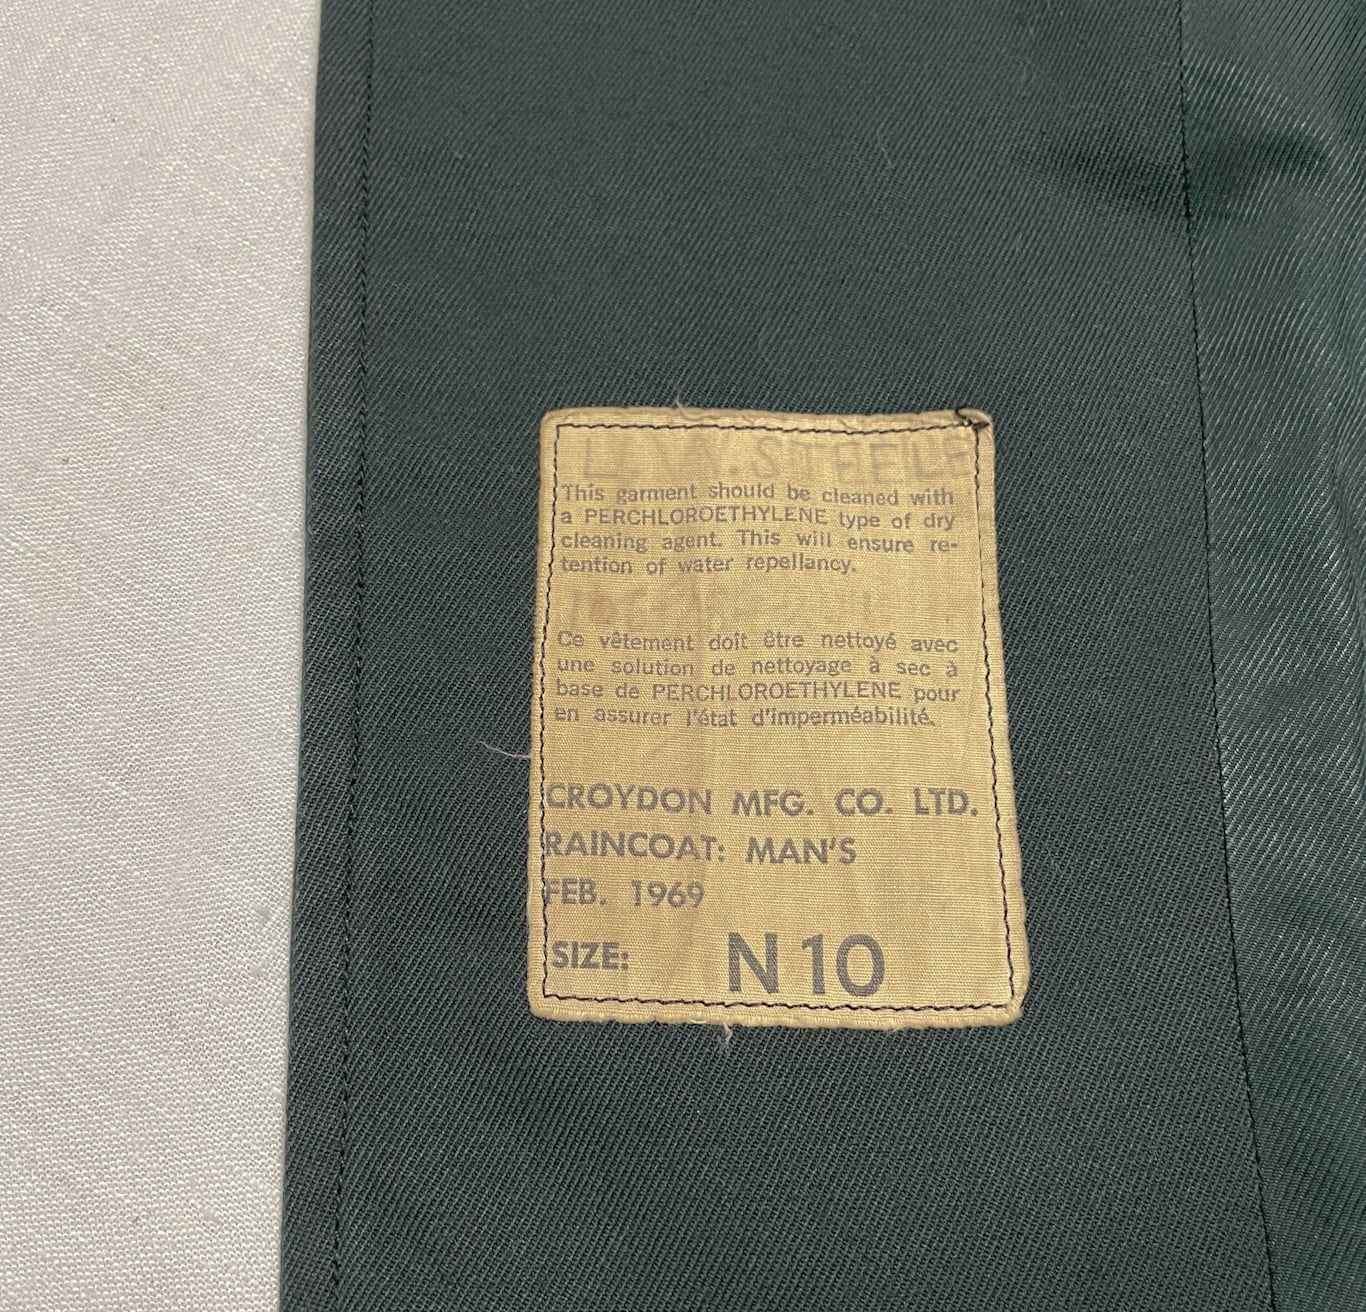 This garment should be cleaned with
a PERCHLOROETHYLENE type of dry
cleaning agent. This will ensure re-
tention of water repellancy.
Ce vêtement doit être nettoyé avec
une solution de nettoyage à sec à
base de PERCHLOROETHYLENE pour
en assurer l'état d'imperméabilité.
CROYDON MFG. CO. LTD.
RAINCOAT: MAN'S
FEB. 1969
SIZE: N 10